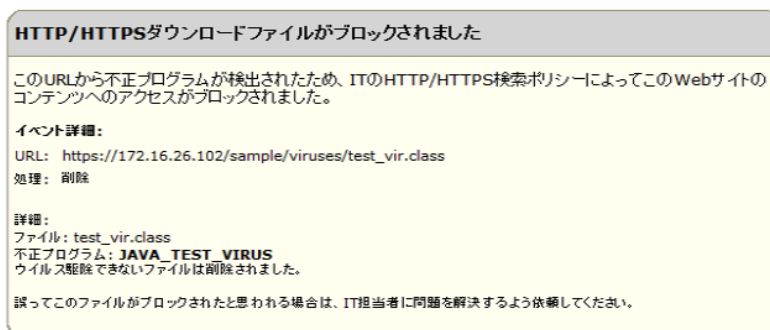 HTTP/HTTPSダウンロードファイルがブロックされました
このURLから不正プログラムが検出されたため、ITのHTTP/HTTPS検索ポリシーによってこのWebサイトの
コンテンツへのアクセスがブロックされました。
イベント詳細:
URL: https://172.16.26.102/sample/viruses/test_vir.class
処理: 削除
詳細:
ファイル: test_vir.class
不正プログラム: JAVA_TEST_VIRUS
ウイルス駆除できないファイルは削除されました。
誤ってこのファイルがブロックされたと思われる場合は、IT担当者に問題を解決するよう依頼してください。